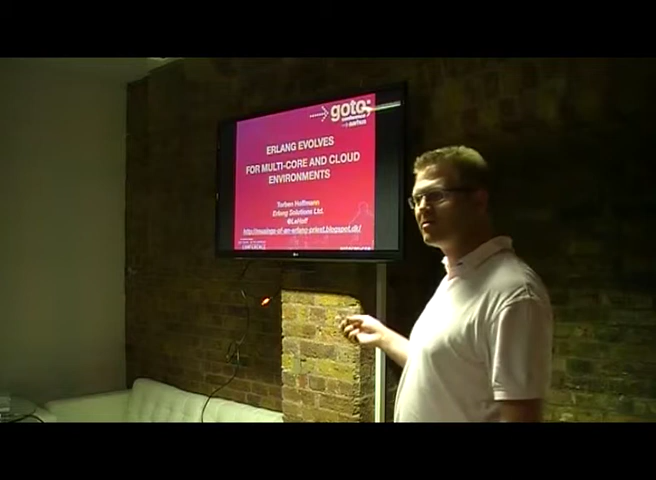 goto;
conference
ERLANG EVOLVES
FOR MULTI-CORE AND CLOUD
ENVIRONMENTS
Torben Hoffmann
Erlang Solutions Ltd.
@LeHoff
http://musings-of-an-erlang-priest.blogspot.dk/